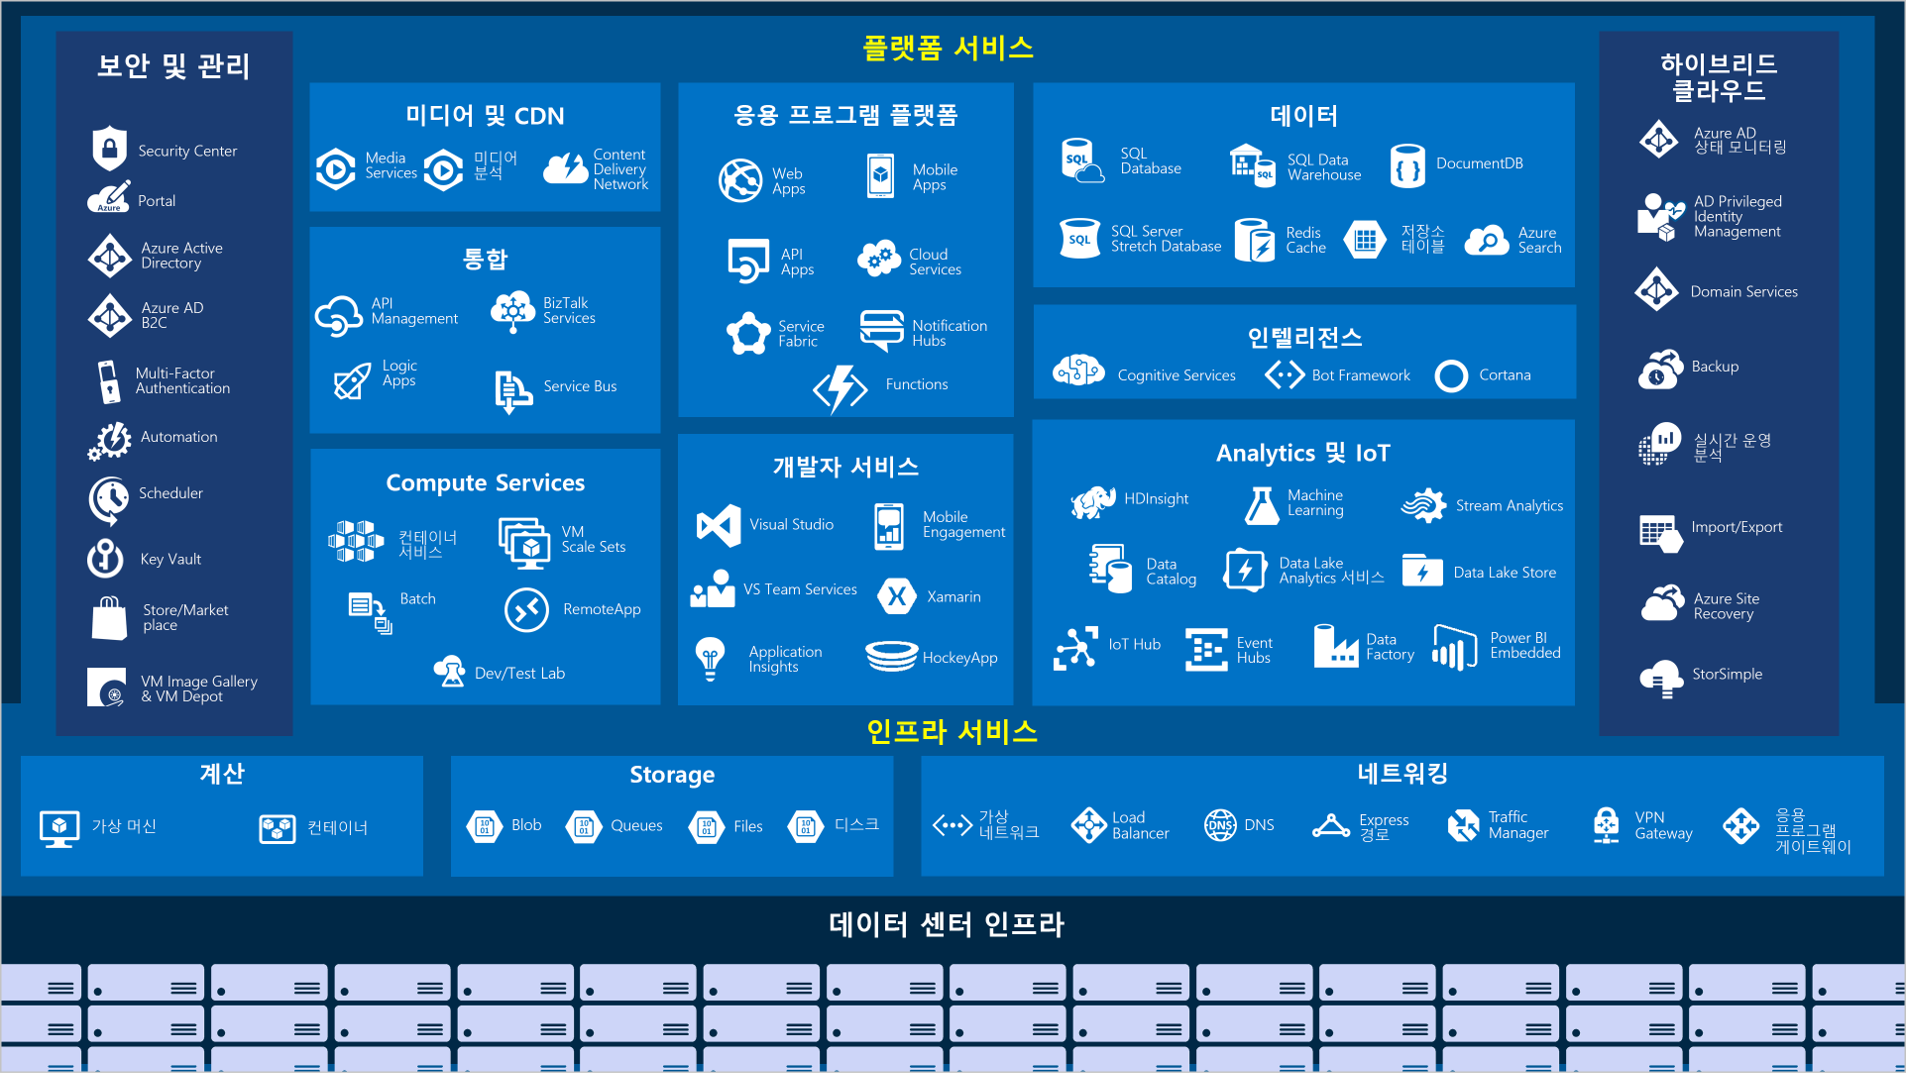 플랫폼 서비스
보안 및 관리
Security Center
Azure
Portal
Azure Active
Directory
Azure AD
B2C
Multi-Factor
Authentication
Automation
Scheduler
Key Vault
Store/Market
place
VM Image Gallery
& VM Depot
미디어 및 CDN
Media
Services
미디어
분석
Content
Delivery
Network
통합
API
Management
BizTalk
Services
Logic
Apps
Service Bus
Compute Services
컨테이너
서비스
VM
Scale Sets
Batch
RemoteApp
Dev/Test Lab
응용 프로그램 플랫폼
Web
Apps
Mobile
Apps
API
Apps
Cloud
Services
Service
Fabric
Notification
Hubs
Functions
개발자 서비스
Visual Studio
Mobile
Engagement
VS Team Services
Xamarin
Application
Insights
HockeyApp
데이터
SQL
SQL
Database
SQL
SQL Data
Warehouse
DocumentDB
SQL
SQL Server
Stretch Database
Redis
Cache
저장소
테이블
Azure
Search
인텔리전스
Cognitive Services
Bot Framework
Cortana
Analytics 및 IoT
HDInsight
Machine
Learning
Stream Analytics
Data
Catalog
Data Lake
Analytics 서비스
Data Lake Store
IoT Hub
Event
Hubs
Data
Factory
Power BI
Embedded
하이브리드
클라우드
Azure AD
상태 모니터링
AD Privileged
Identity
Management
Domain Services
Backup
실시간 운영
분석
Import/Export
Azure Site
Recovery
StorSimple
인프라 서비스
계산
가상 머신
컨테이너
Storage
10
01
Blob
10
01
Queues
10
01
Files
10
01
디스크
네트워킹
가상
네트워크
Load
Balancer
DNS
DNS
Express
경로
Traffic
Manager
VPN
Gateway
응용
프로그램
게이트웨이
데이터 센터 인프라